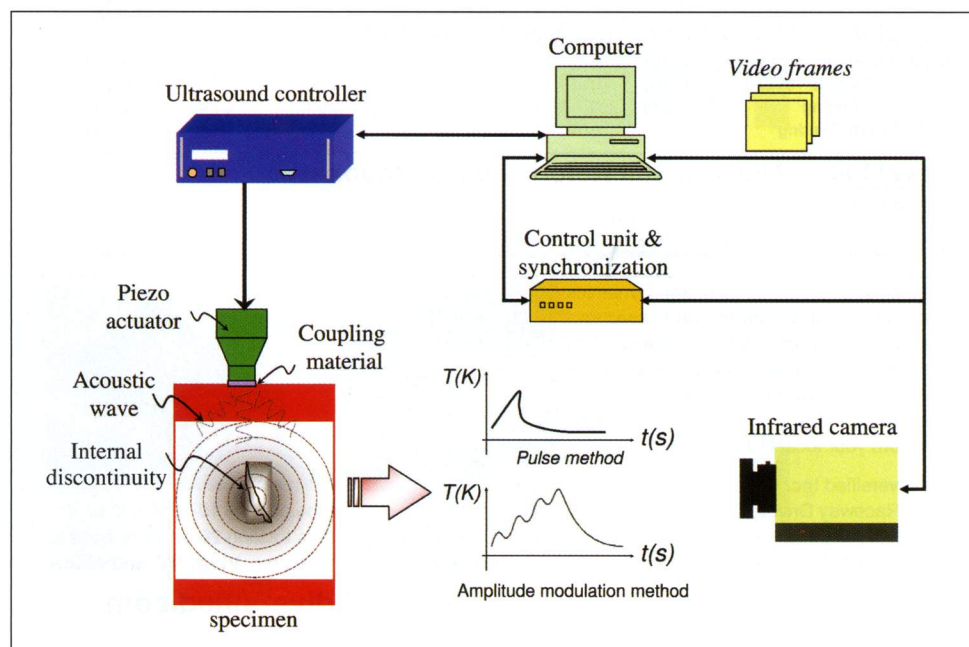 Computer
Video frames
Ultrasound controller
Control unit &
synchronization
Piezo
actuator
Coupling
material
Acoustic
wave
Internal
discontinuity
specimen
T(K)
t(s)
Pulse method
T(K)
t(s)
Amplitude modulation method
Infrared camera